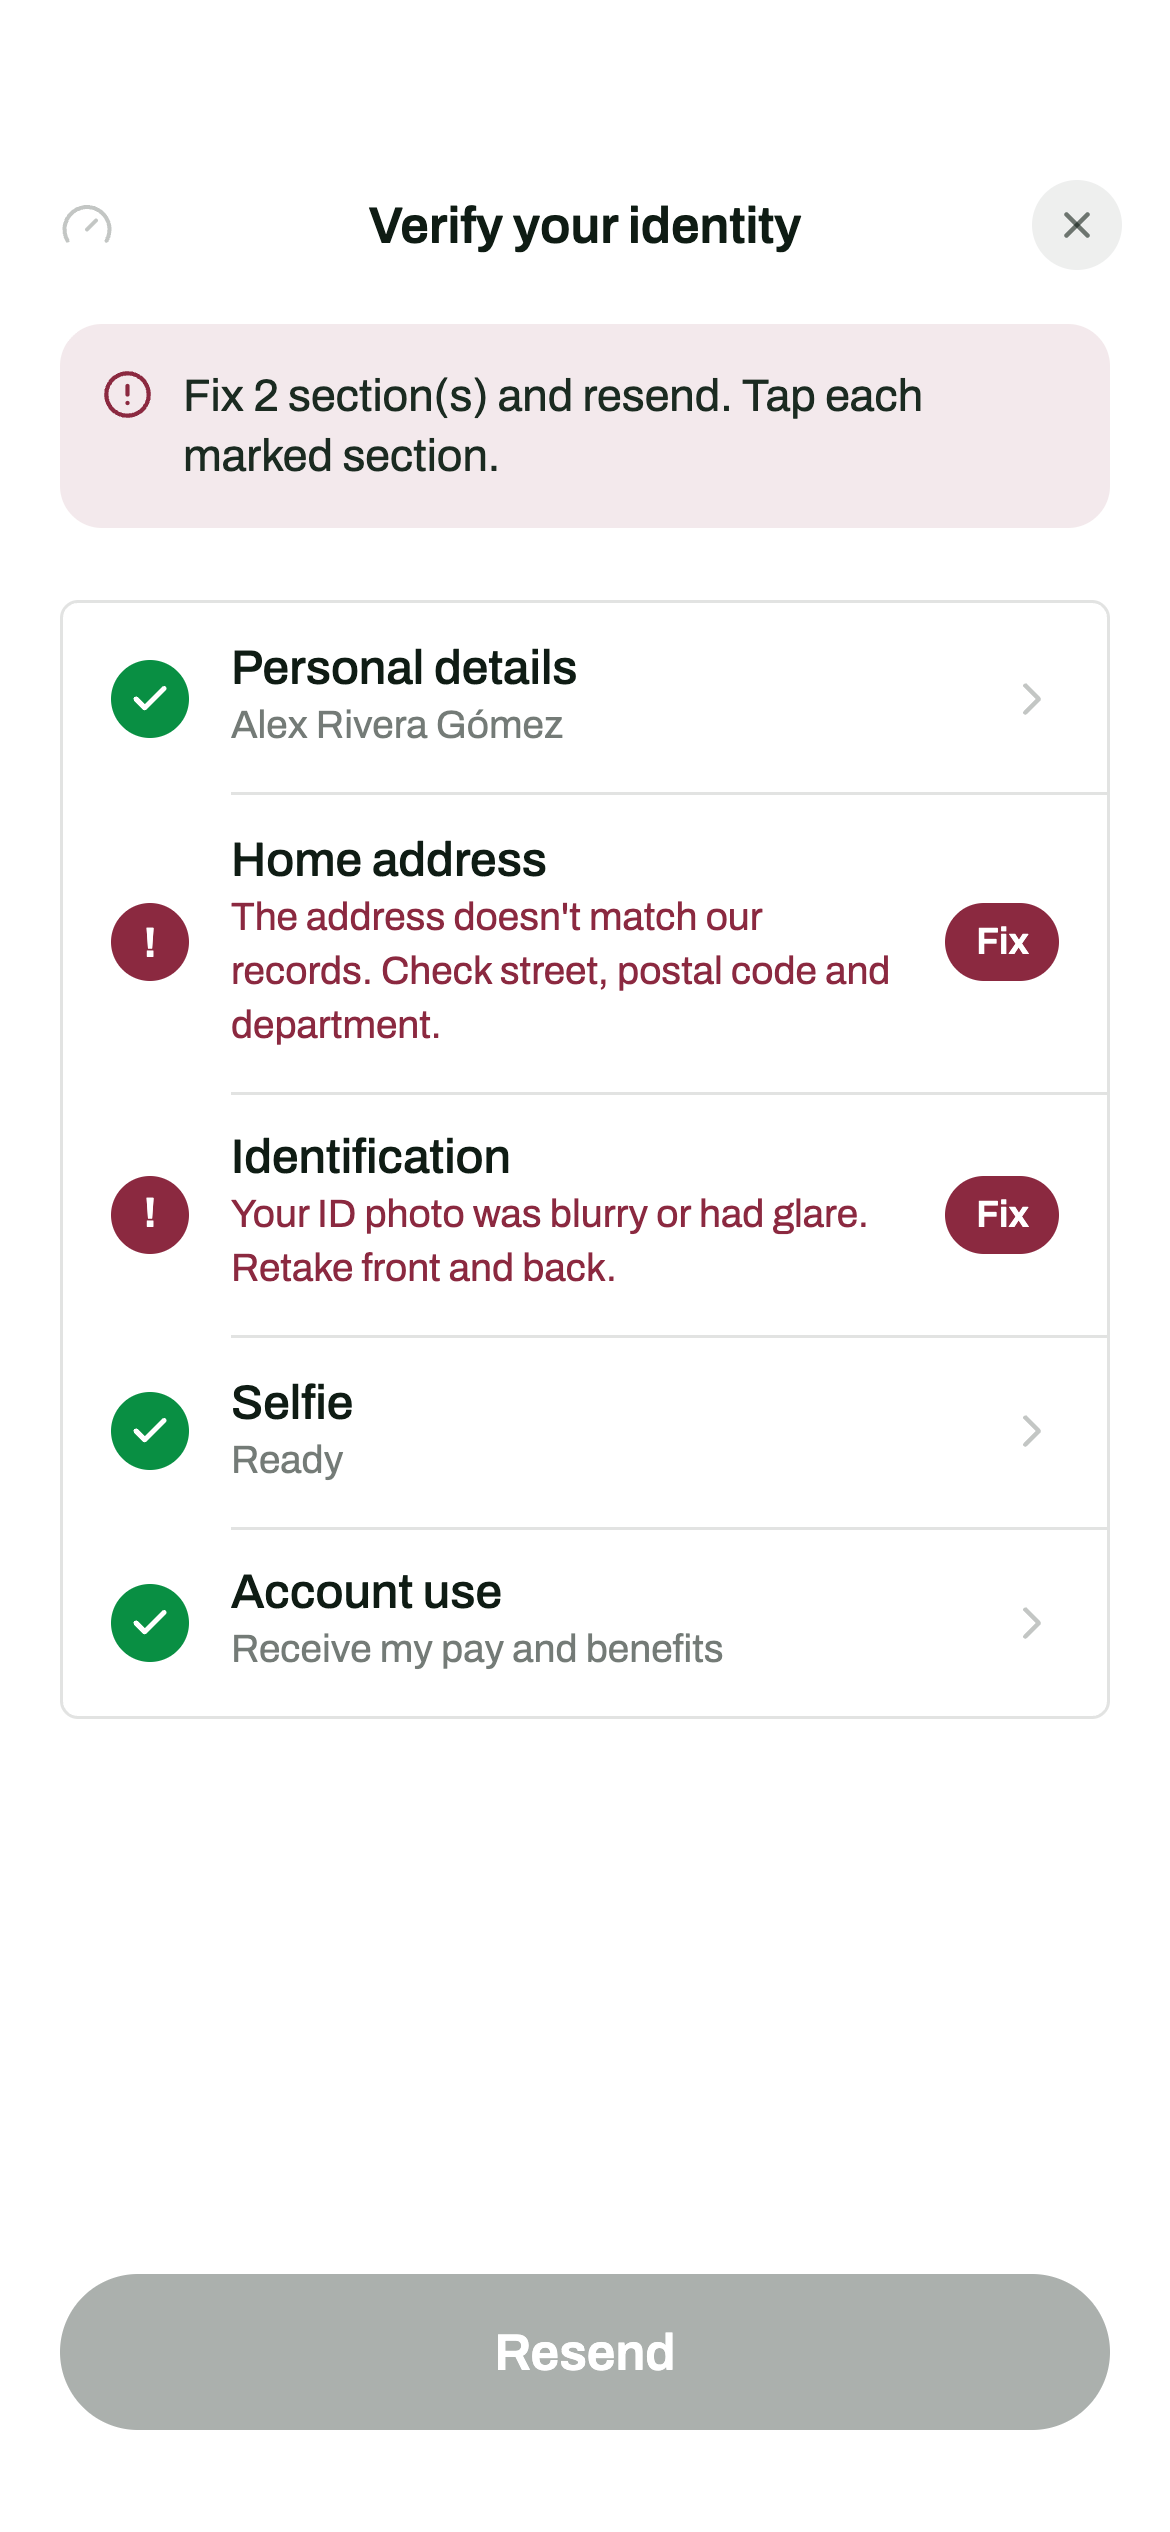 Verify your identity
Fix 2 section(s) and resend. Tap each
marked section.
Personal details
Alex Rivera Gómez
Home address
The address doesn't match our
records. Check street, postal code and
department.
Fix
Identification
Your ID photo was blurry or had glare.
Retake front and back.
Fix
Selfie
Ready
Account use
Receive my pay and benefits
Resend